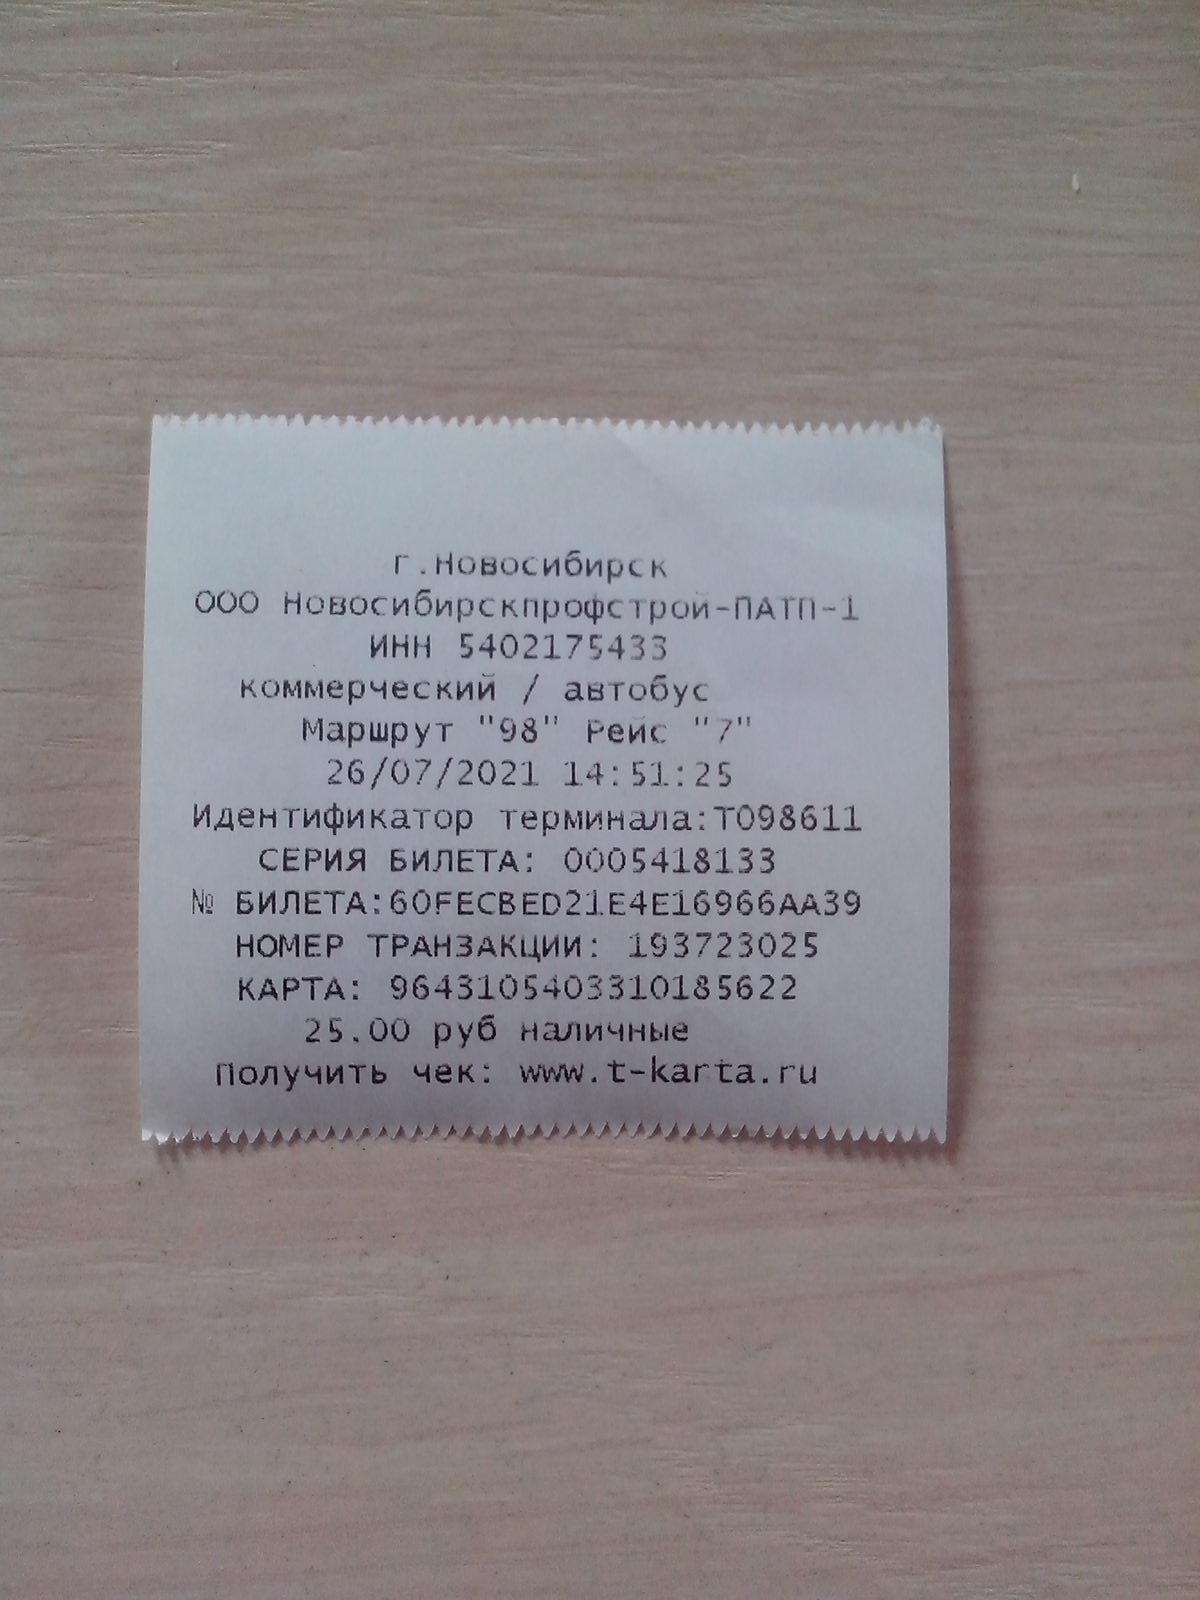 г.Новосибирск
ООО Новосибирскпрофстрой-ПАТП-1
ИНН 5402175433
коммерческий / автобус
Маршрут "98" Рейс "7"
26/07/2021 14:51:25
Идентификатор терминала:Т098611
СЕРИЯ БИЛЕТА: 0005418133
№ БИЛЕТА:60FECBED21E4E16966AA39
НОМЕР ТРАНЗАКЦИИ: 193723025
КАРТА: 9643105403310185622
25.00 руб наличные
Получить чек: www.t-karta.ru